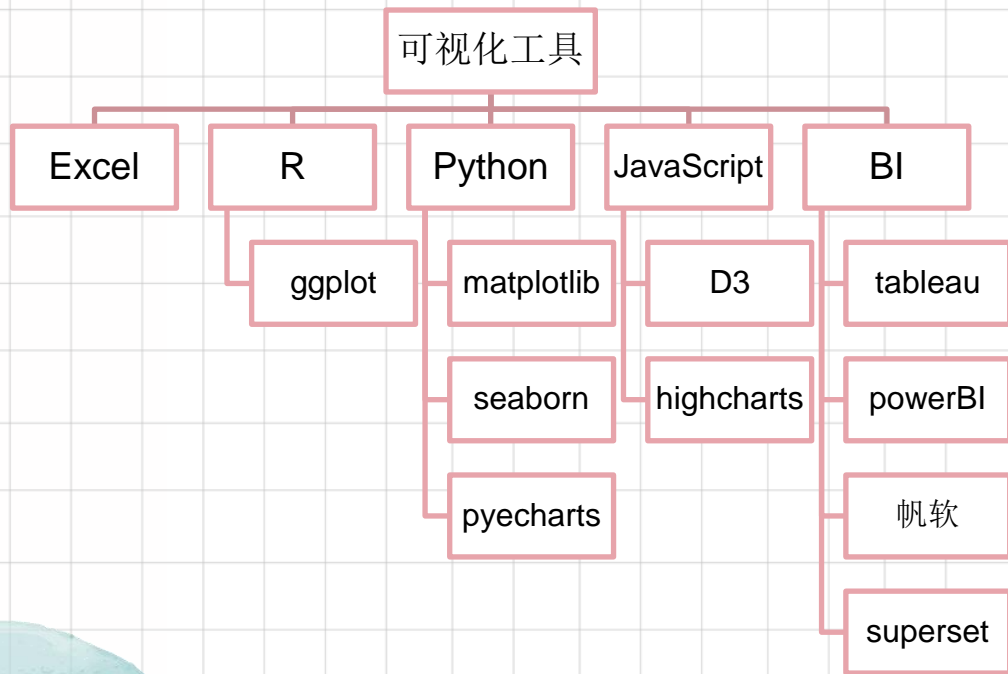 可视化工具
Excel
R
Python
JavaScript
BI
ggplot
matplotlib
D3
tableau
seaborn
highcharts
powerBI
pyecharts
帆软
superset